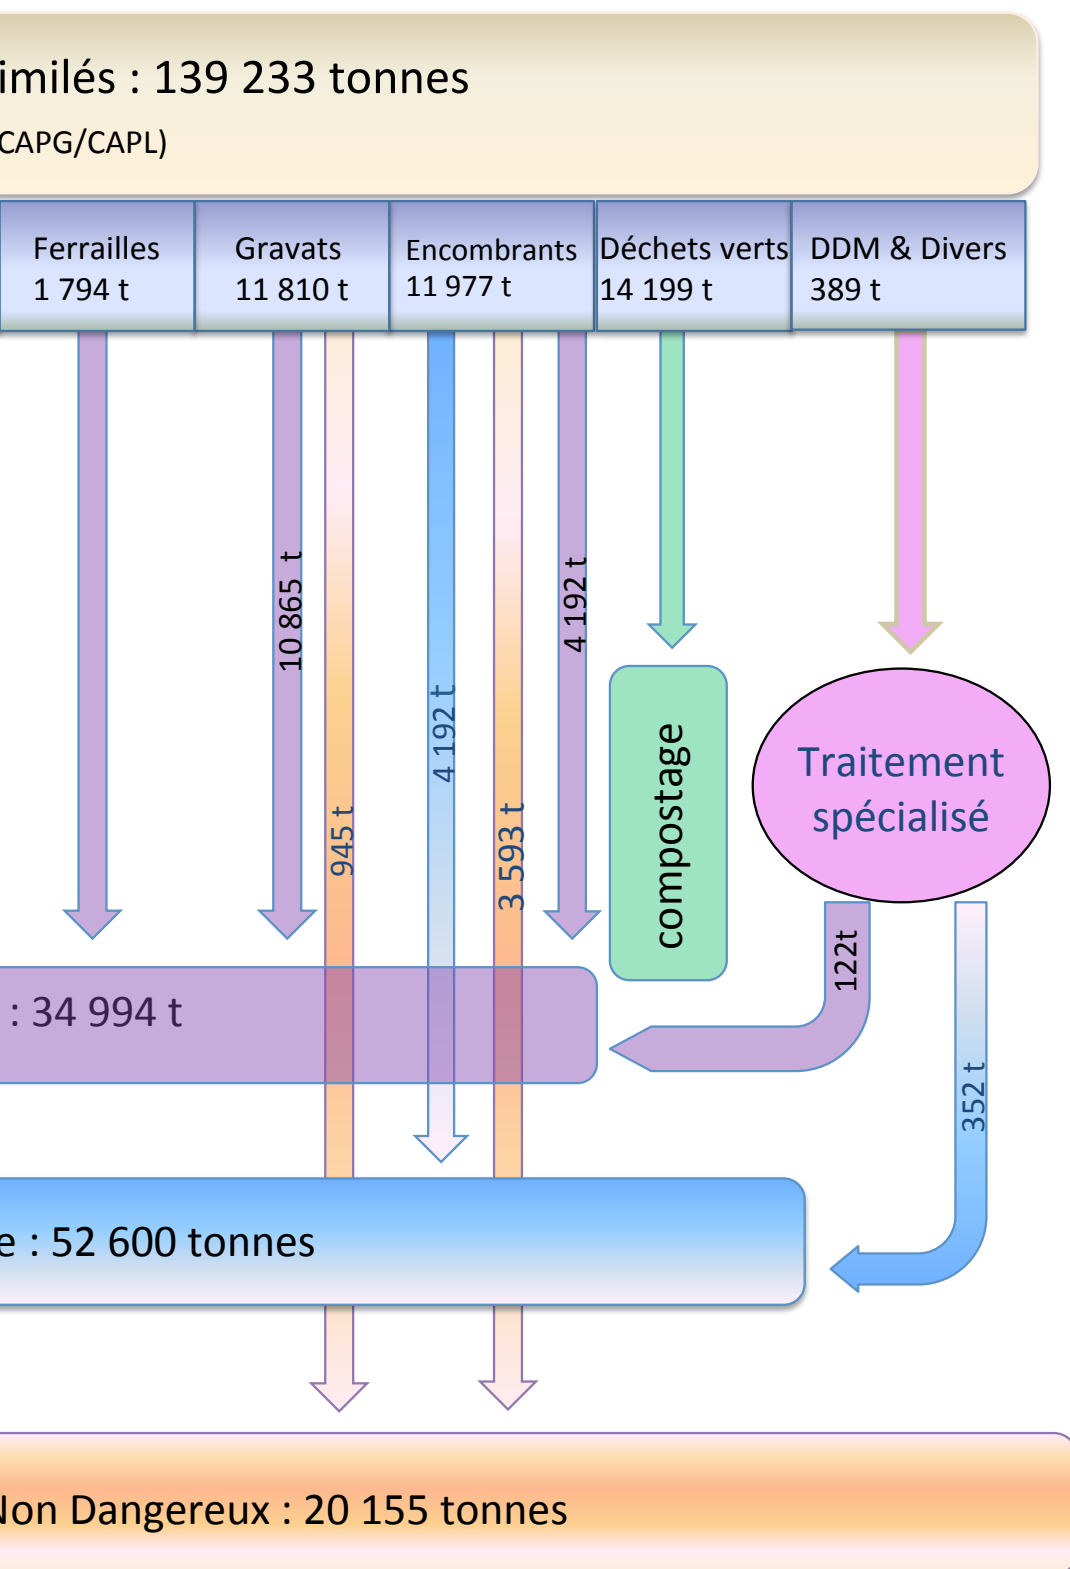 imilés : 139 233 tonnes
CAPG/CAPL)
Ferrailles
1 794 t
Gravats
11 810 t
Encombrants
11 977 t
Déchets verts
14 199 t
DDM & Divers
389 t
10 865 t
4 192 t
4 192 t
945 t
3 593 t
compostage
Traitement
spécialisé
122t
: 34 994 t
352 t
e : 52 600 tonnes
Non Dangereux : 20 155 tonnes